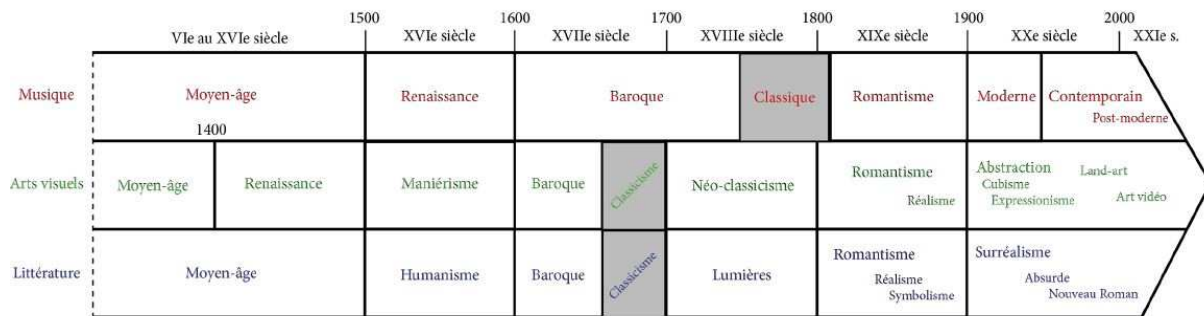 1500 1600 1700 1800 1900 2000
VIe au XVIe siècle XVIe siècle XVIIe siècle XVIIIe siècle XIXe siècle XXe siècle XXIe s.
Musique Moyen-âge Renaissance Baroque Classique Romantisme Moderne Contemporain
Post-moderne
1400
Arts visuels Moyen-âge Renaissance Maniérisme Baroque Classicisme Néo-classicisme Romantisme Abstraction Land-art
Cubisme
Réalisme Expressionisme Art vidéo
Littérature Moyen-âge Humanisme Baroque Classicisme Lumières Romantisme Surréalisme
Réalisme Absurde
Symbolisme Nouveau Roman